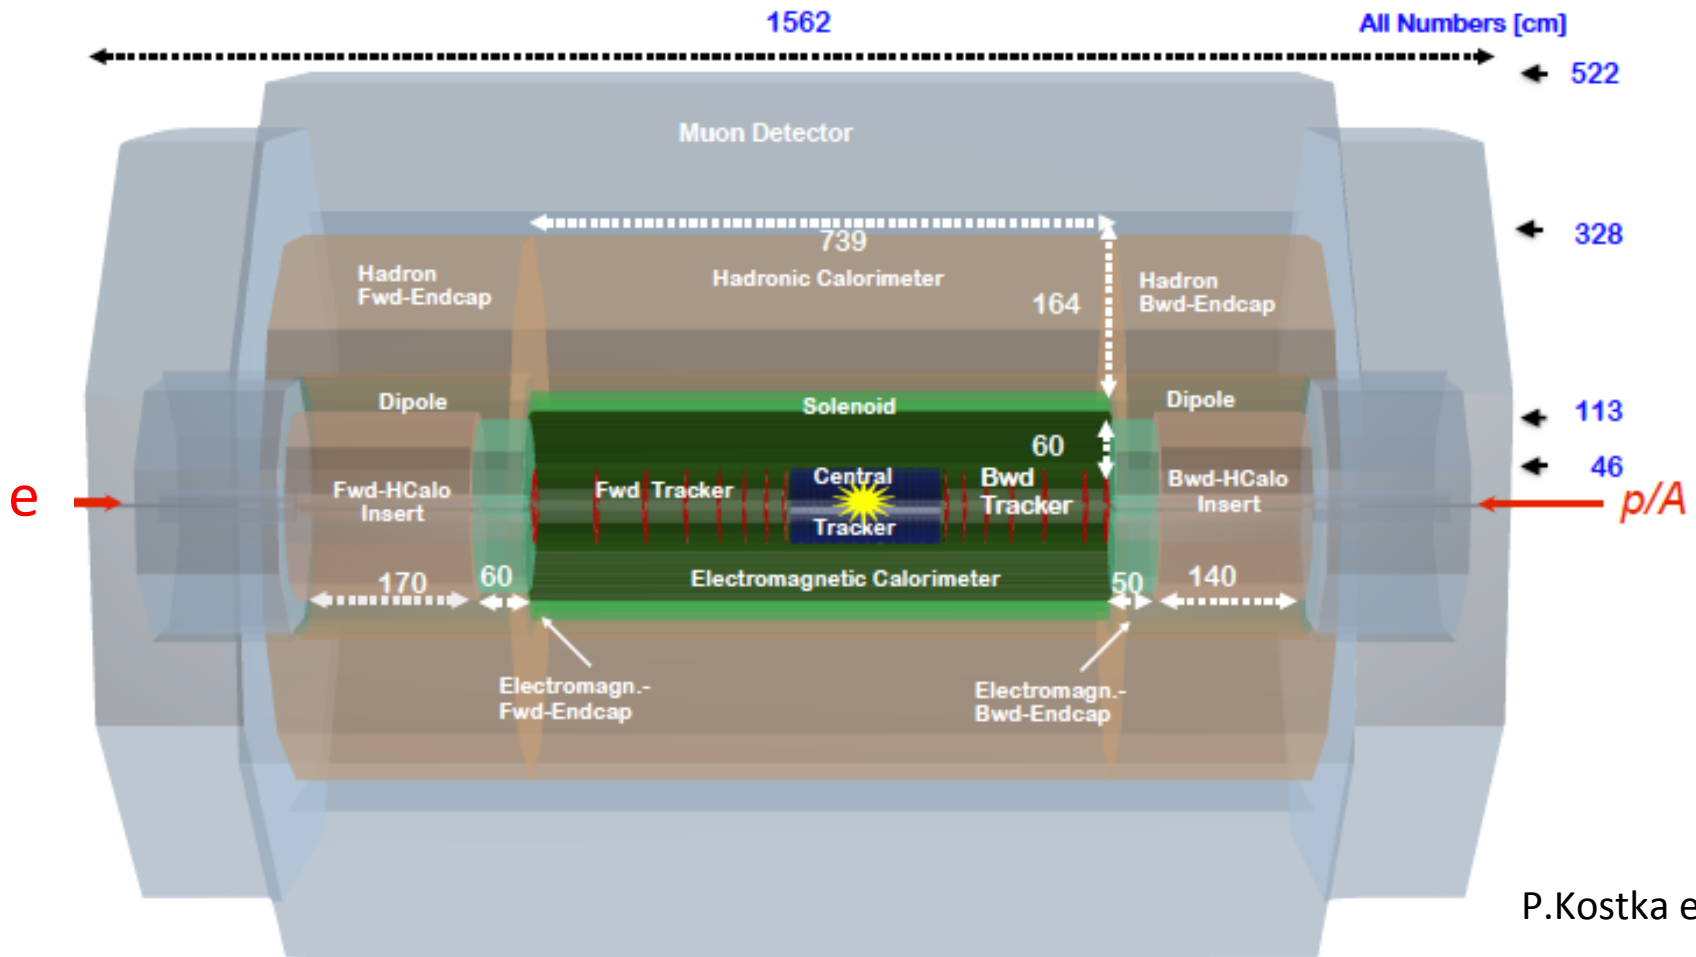 1562
All Numbers [cm]
522
Muon Detector
328
739
Hadron
Fwd-Endcap
Hadronic Calorimeter
164
Hadron
Bwd-Endcap
Dipole
Solenoid
Dipole
113
60
46
e
Fwd-HCalo
Insert
Fwd Tracker
Central
Tracker
Bwd
Tracker
Bwd-HCalo
Insert
p/A
170
60
Electromagnetic Calorimeter
50
140
Electromagn.-
Fwd-Endcap
Electromagn.-
Bwd-Endcap
P.Kostka e